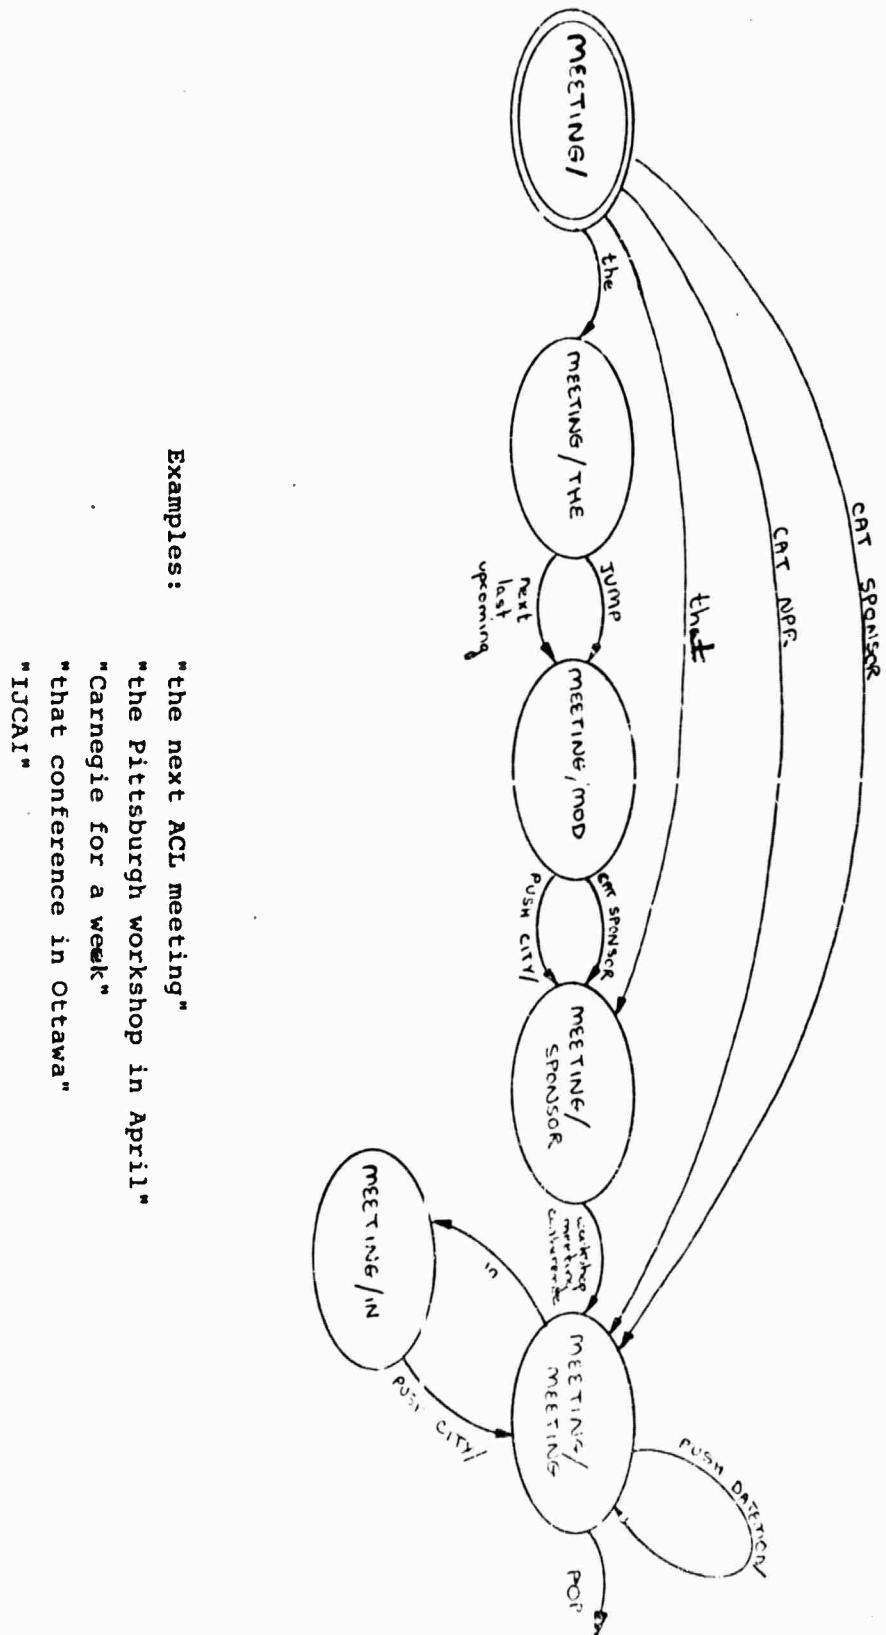 CAT SPONSOR
CAT NPR
that
MEETING/
the
MEETING/THE
JUMP
next
last
upcoming
MEETING/MOD
CAT SPONSOR
PUSH CITY/
MEETING/
SPONSOR
workshop
meeting
conference
MEETING/
MEETING
PUSH
POP
in
MEETING/IN
PUSH CITY/
Examples:
"the next ACL meeting"
"the Pittsburgh workshop in April"
"Carnegie for a week"
"that conference in Ottawa"
"IJCAI"